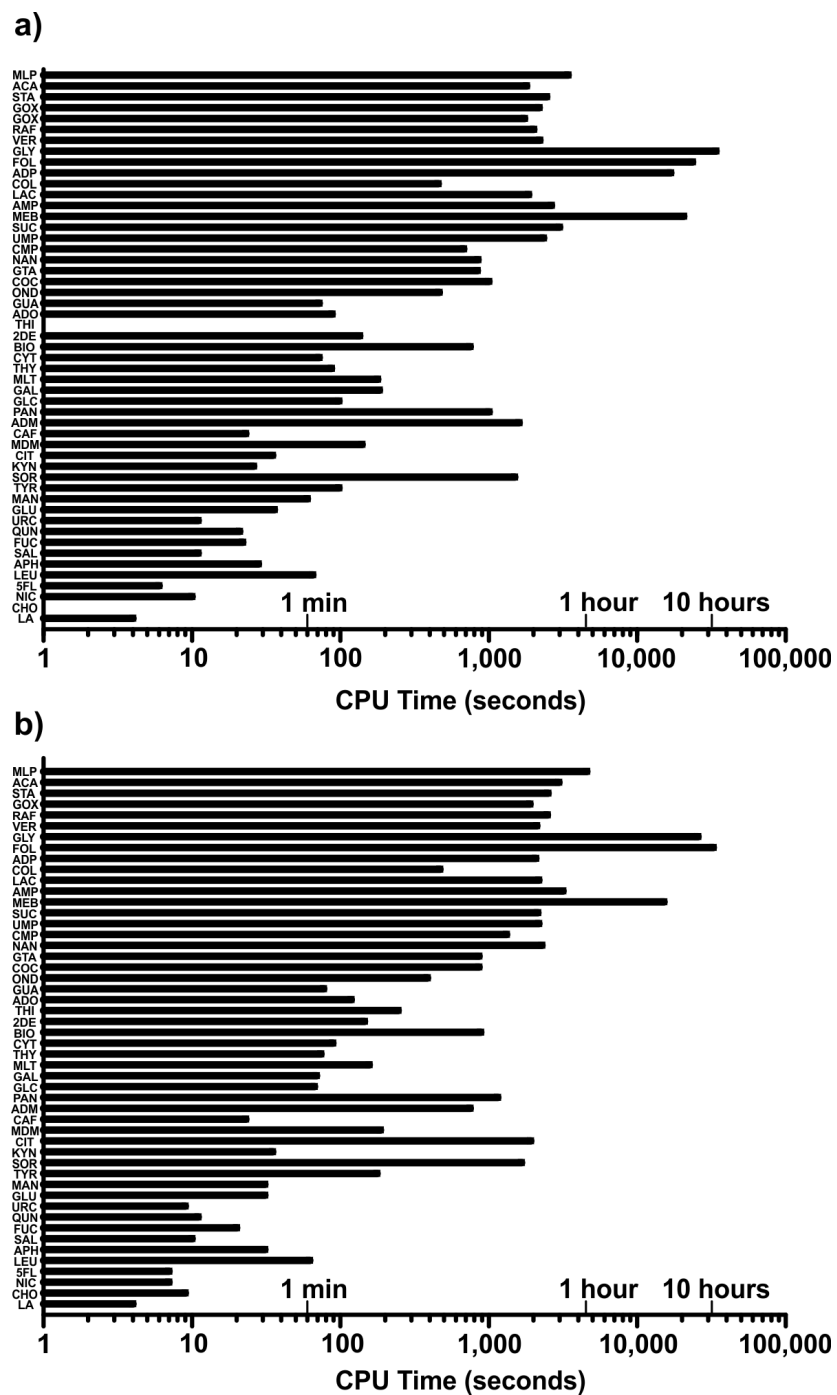 a)
MLP
ACA
STA
GOX
GOX
RAF
VER
GLY
FOL
ADP
COL
LAC
AMP
MEB
SUC
UMP
CMP
NAN
GTA
COC
OND
GUA
ADO
THI
2DE
BIO
CYT
THY
MLT
GAL
GLC
PAN
ADM
CAF
MDM
CIT
KYN
SOR
TYR
MAN
GLU
URC
QUN
FUC
SAL
APH
LEU
5FL
NIC
CHO
LA
1 min 1 hour 10 hours
1 10 100 1,000 10,000 100,000
CPU Time (seconds)
b)
MLP
ACA
STA
GOX
RAF
VER
GLY
FOL
ADP
COL
LAC
AMP
MEB
SUC
UMP
CMP
NAN
GTA
COC
OND
GUA
ADO
THI
2DE
BIO
CYT
THY
MLT
GAL
GLC
PAN
ADM
CAF
MDM
CIT
KYN
SOR
TYR
MAN
GLU
URC
QUN
FUC
SAL
APH
LEU
5FL
NIC
CHO
LA
1 min 1 hour 10 hours
1 10 100 1,000 10,000 100,000
CPU Time (seconds)